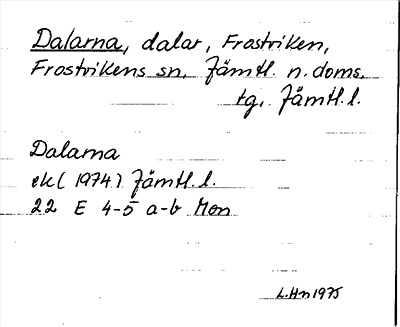 Dalarna, dalar, Frostviken,
Frostvikens sn, Jämtl. n. doms.
tg, Jämtl. l.
Dalarna
ek( 1974) Jämtl. l.
22 E 4-5 a-b Mon
L.Hn 1975